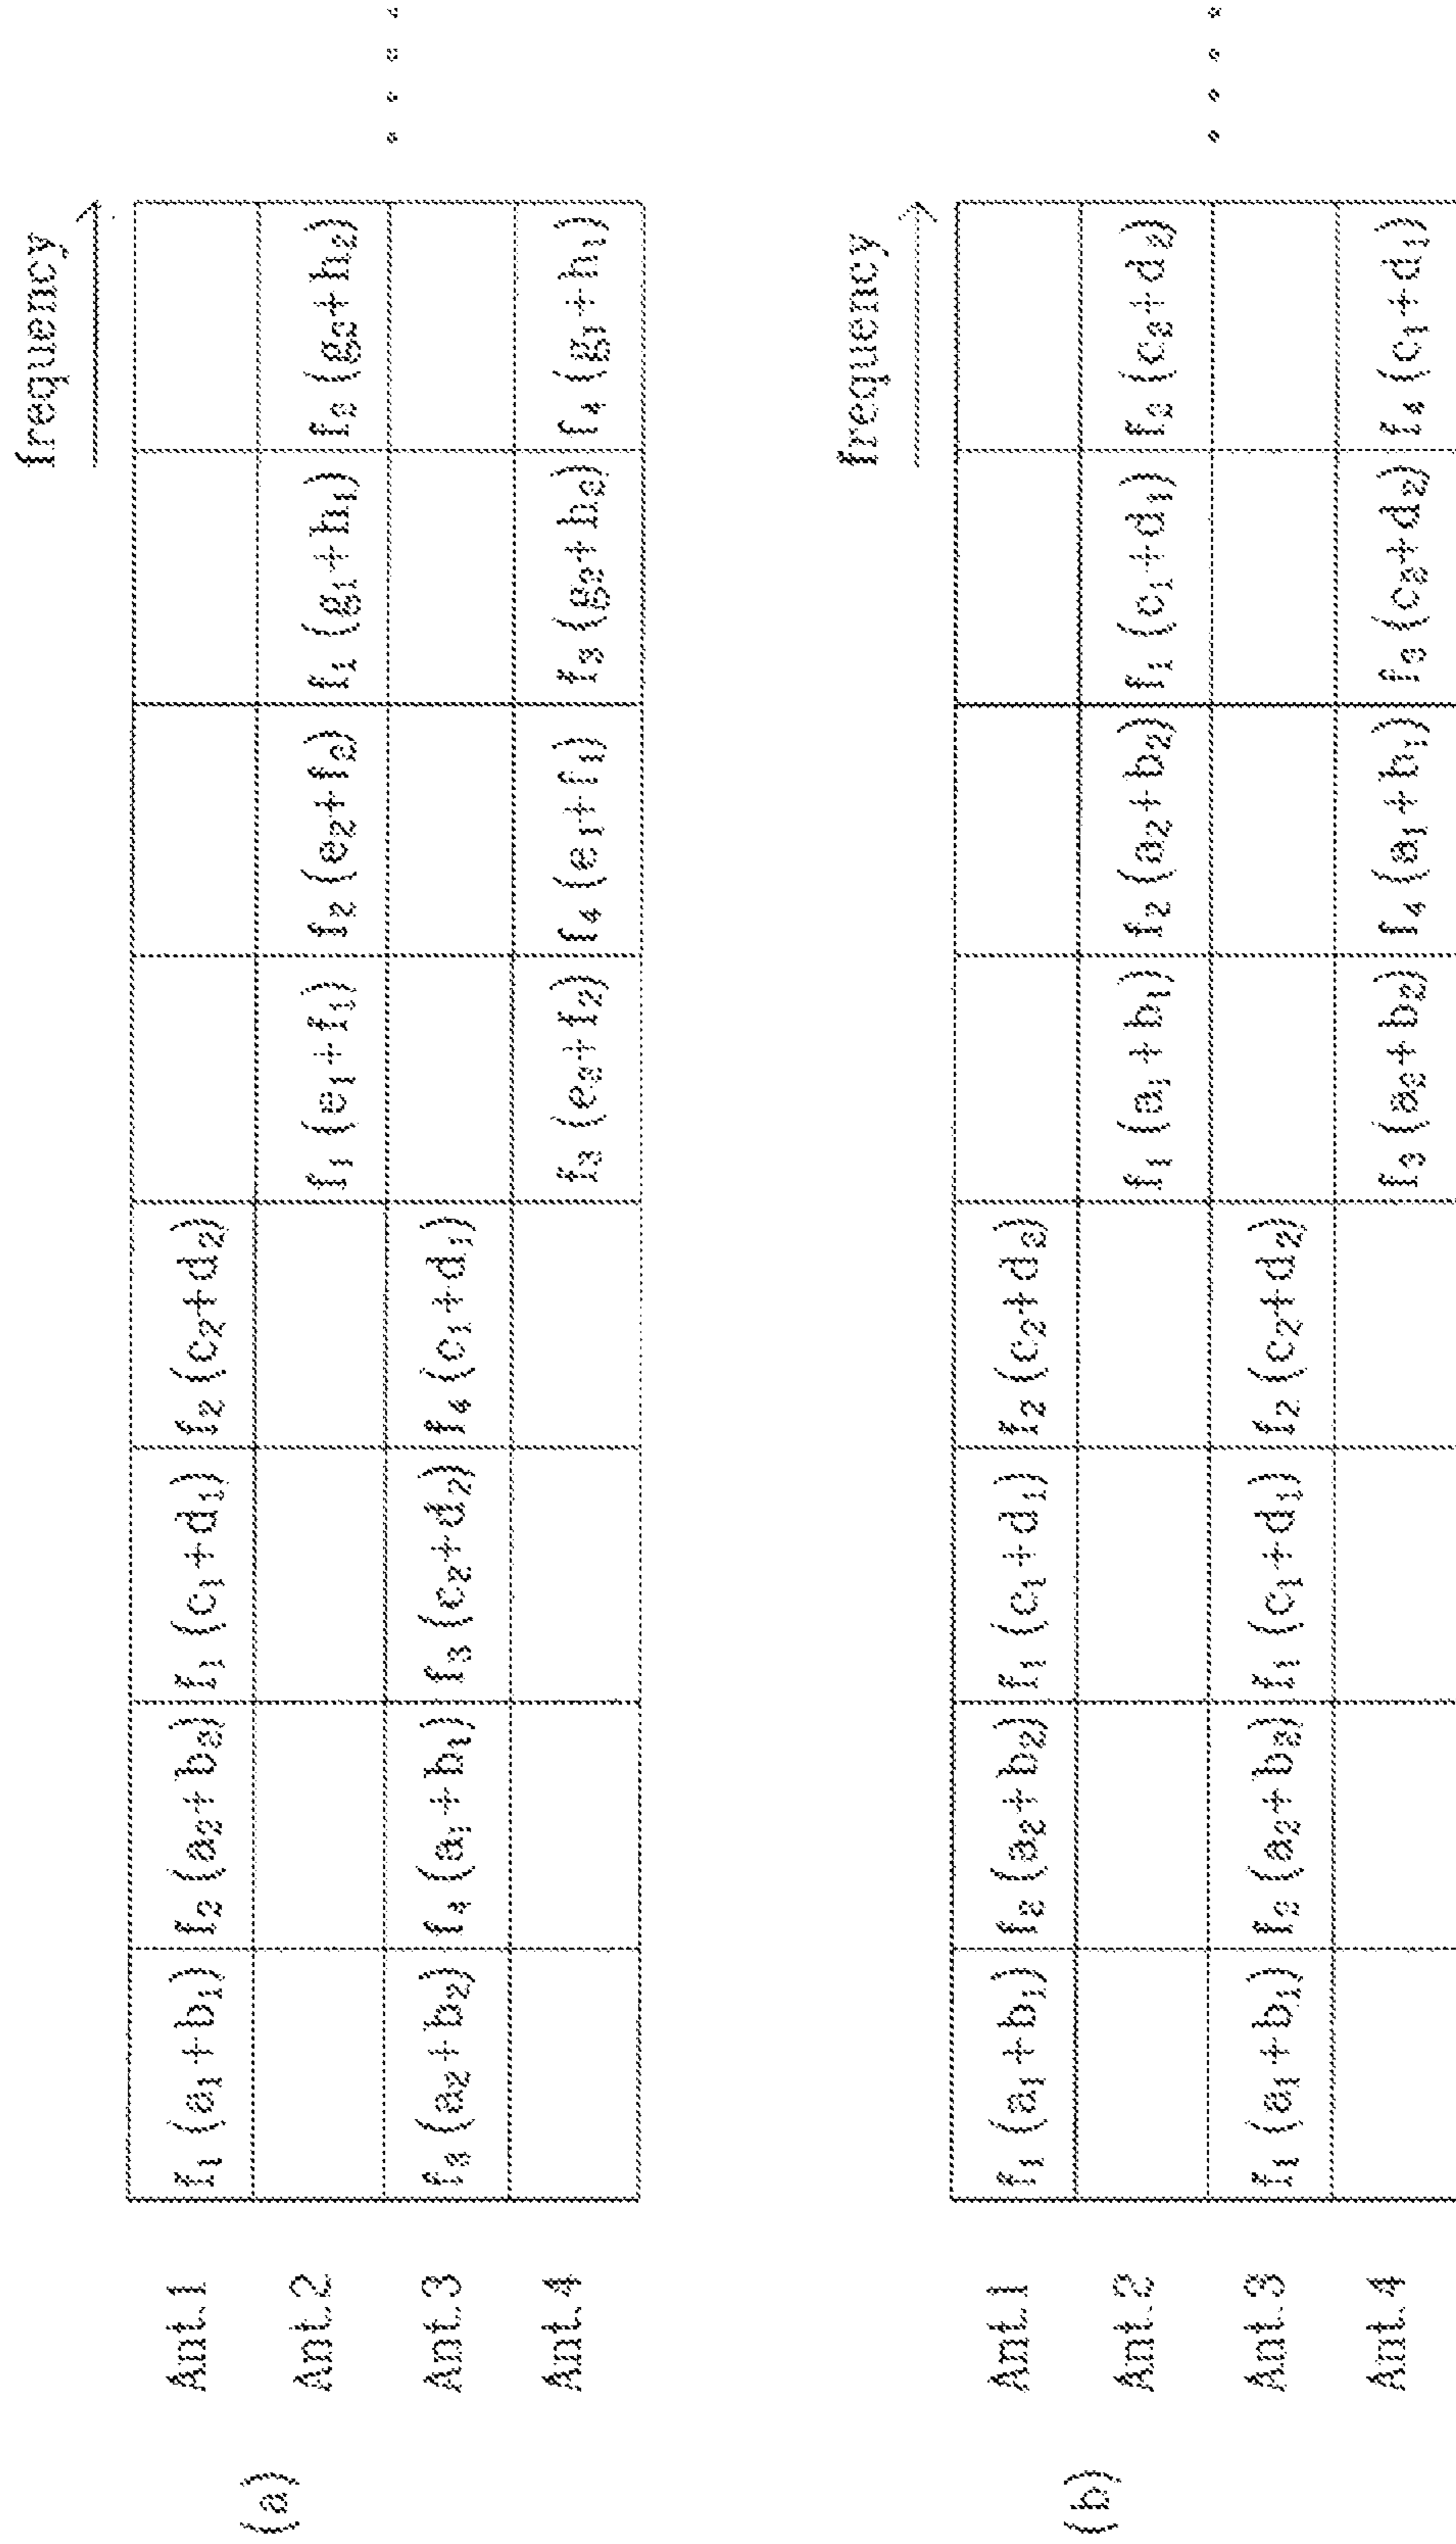 (a)
frequency
Ant.1 f₁(a₁+b₁) f₂(a₂+b₂) f₁(c₁+d₁) f₂(c₂+d₂)
Ant.2 f₁(e₁+f₁) f₂(e₂+f₂) f₁(g₁+h₁) f₂(g₂+h₂)
Ant.3 f₃(a₂+b₂) f₄(a₁+b₁) f₃(c₂+d₂) f₄(c₁+d₁)
Ant.4 f₃(e₂+f₂) f₄(e₁+f₁) f₃(g₂+h₂) f₄(g₁+h₁)
(b)
frequency
Ant.1 f₁(a₁+b₁) f₂(a₂+b₂) f₁(c₁+d₁) f₂(c₂+d₂)
Ant.2 f₁(a₁+b₁) f₂(a₂+b₂) f₁(c₁+d₁) f₂(c₂+d₂)
Ant.3 f₁(a₁+b₁) f₂(a₂+b₂) f₁(c₁+d₁) f₂(c₂+d₂)
Ant.4 f₃(a₂+b₂) f₄(a₁+b₁) f₃(c₂+d₂) f₄(c₁+d₁)